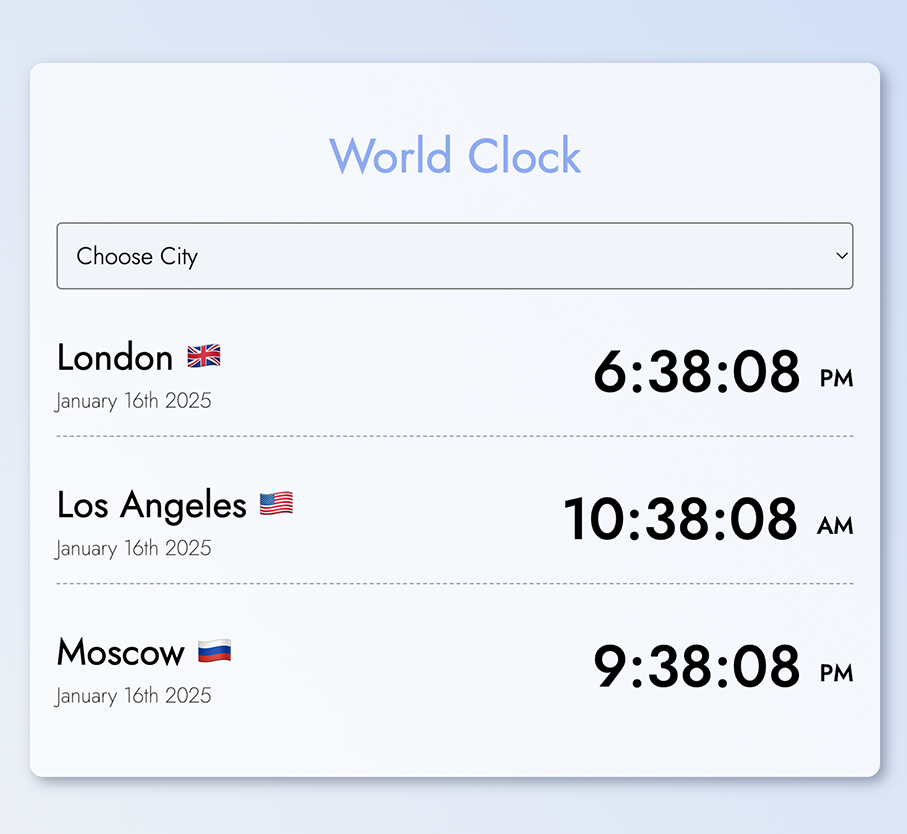 World Clock
Choose City
London 🇬🇧
6:38:08 PM
January 16th 2025
Los Angeles 🇺🇸
10:38:08 AM
January 16th 2025
Moscow 🇷🇺
9:38:08 PM
January 16th 2025